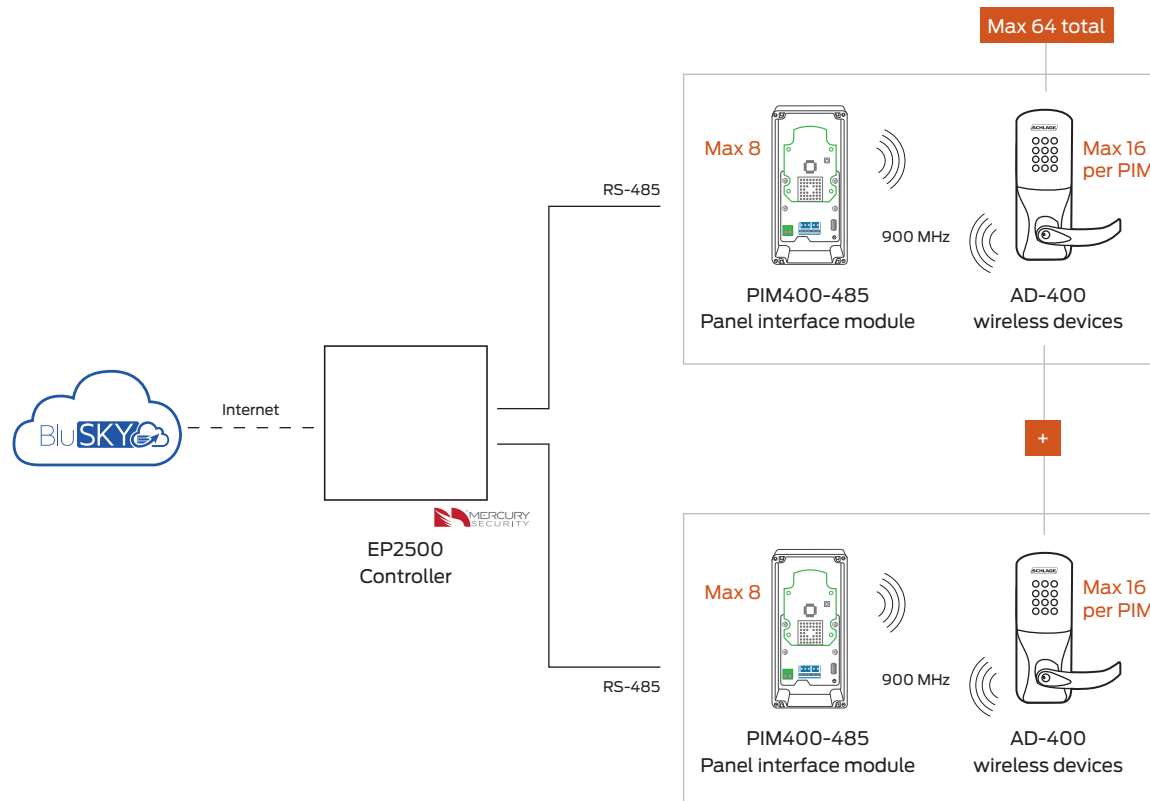 Max 64 total
SCHLAGE
Max 8
Max 16
per PIM
RS-485
900 MHz
PIM400-485
Panel interface module
AD-400
wireless devices
Internet
BluSKY
MERCURY
SECURITY
EP2500
Controller
+
SCHLAGE
Max 8
Max 16
per PIM
RS-485
900 MHz
PIM400-485
Panel interface module
AD-400
wireless devices